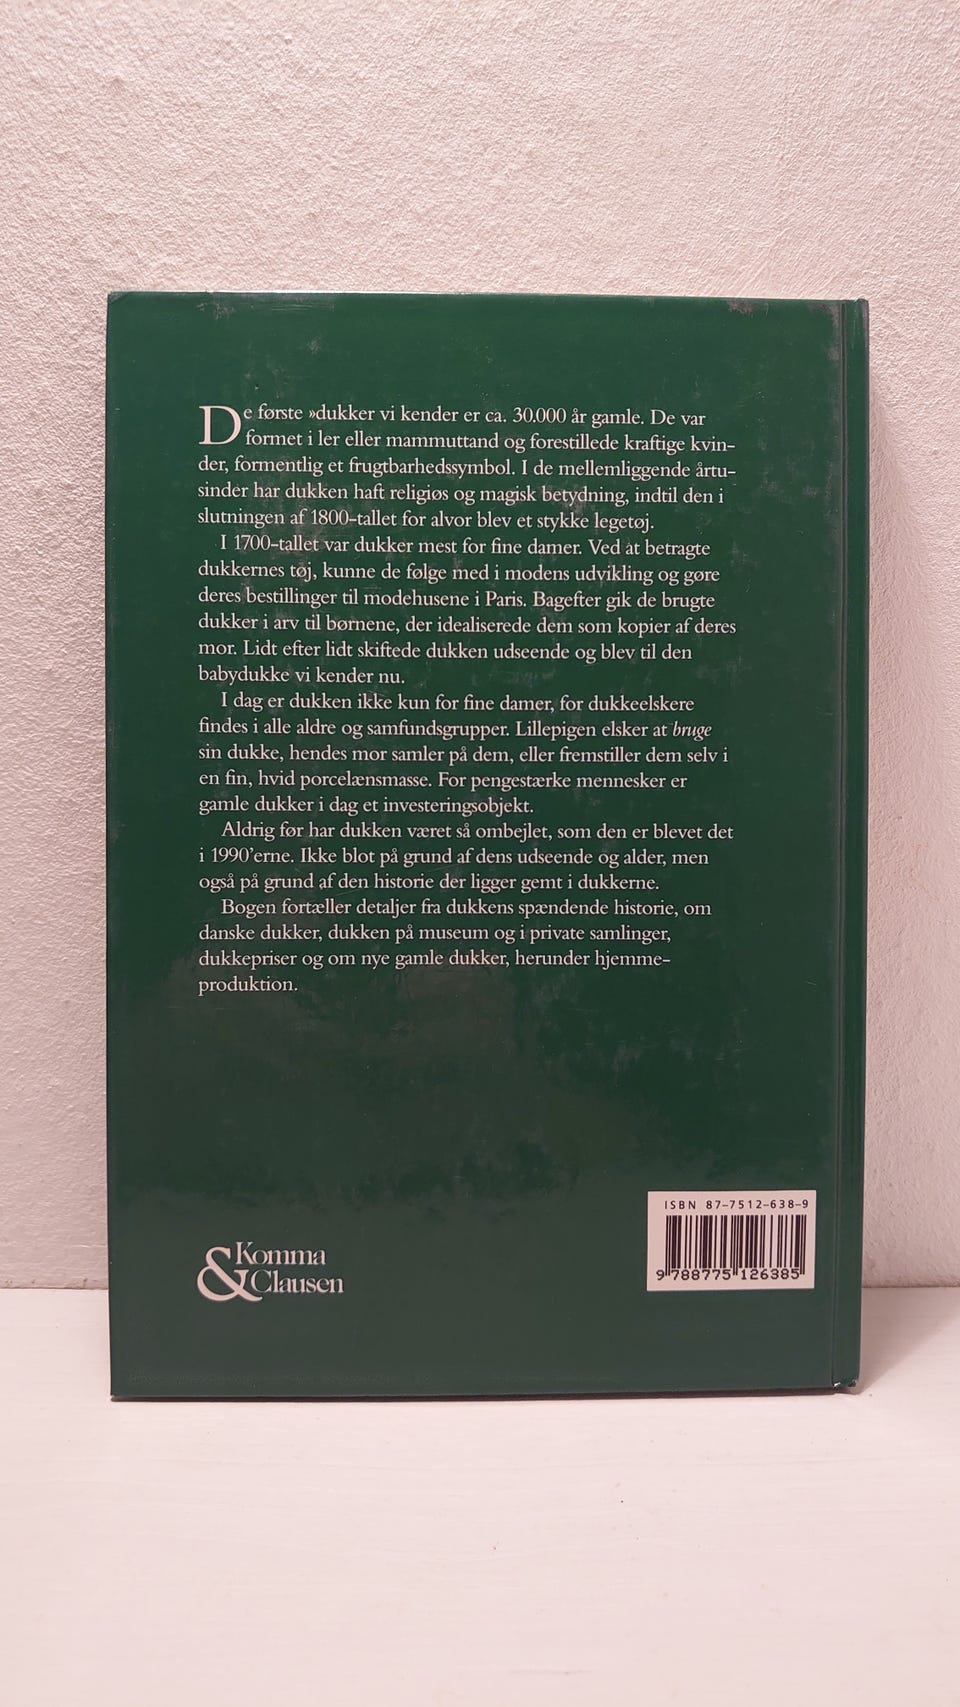 De første »dukker vi kender er ca. 30.000 år gamle. De var
formet i ler eller mammuttand og forestillede kraftige kvin-
der, formentlig et frugtbarhedssymbol. I de mellemliggende årtu-
sinder har dukken haft religiøs og magisk betydning, indtil den i
slutningen af 1800-tallet for alvor blev et stykke legetøj.
I 1700-tallet var dukker mest for fine damer. Ved at betragte
dukkernes tøj, kunne de følge med i modens udvikling og gøre
deres bestillinger til modehusene i Paris. Bagefter gik de brugte
dukker i arv til børnene, der idealiserede dem som kopier af deres
mor. Lidt efter lidt skiftede dukken udseende og blev til den
babydukke vi kender nu.
I dag er dukken ikke kun for fine damer, for dukkeelskere
findes i alle aldre og samfundsgrupper. Lillepigen elsker at bruge
sin dukke, hendes mor samler på dem, eller fremstiller dem selv i
en fin, hvid porcelænsmasse. For pengestærke mennesker er
gamle dukker i dag et investeringsobjekt.
Aldrig før har dukken været så ombejlet, som den er blevet det
i 1990'erne. Ikke blot på grund af dens udseende og alder, men
også på grund af den historie der ligger gemt i dukkerne.
Bogen fortæller detaljer fra dukkens spændende historie, om
danske dukker, dukken på museum og i private samlinger,
dukkepriser og om nye gamle dukker, herunder hjemme-
produktion.
Komma
& Clausen
ISBN 87-7512-638-9
9 788775 126385